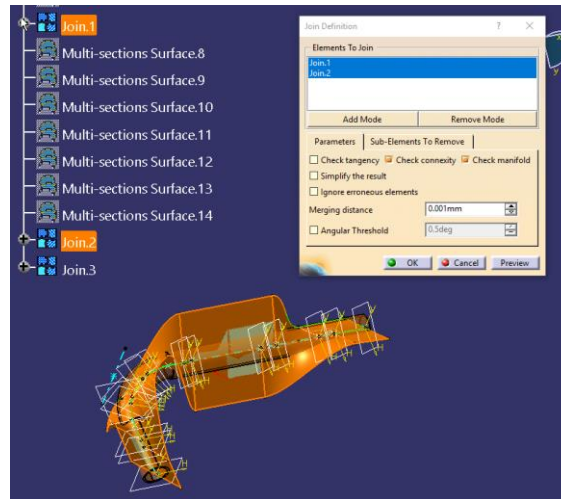 Join.1
Multi-sections Surface.8
Multi-sections Surface.9
Multi-sections Surface.10
Multi-sections Surface.11
Multi-sections Surface.12
Multi-sections Surface.13
Multi-sections Surface.14
Join.2
Join.3
Join Definition ? ×
Elements To Join
Join.1
Join.2
Add Mode Remove Mode
Parameters Sub-Elements To Remove
Check tangency Check connexity Check manifold
Simplify the result
Ignore erroneous elements
Merging distance 0.001mm
Angular Threshold 0.5deg
OK Cancel Preview